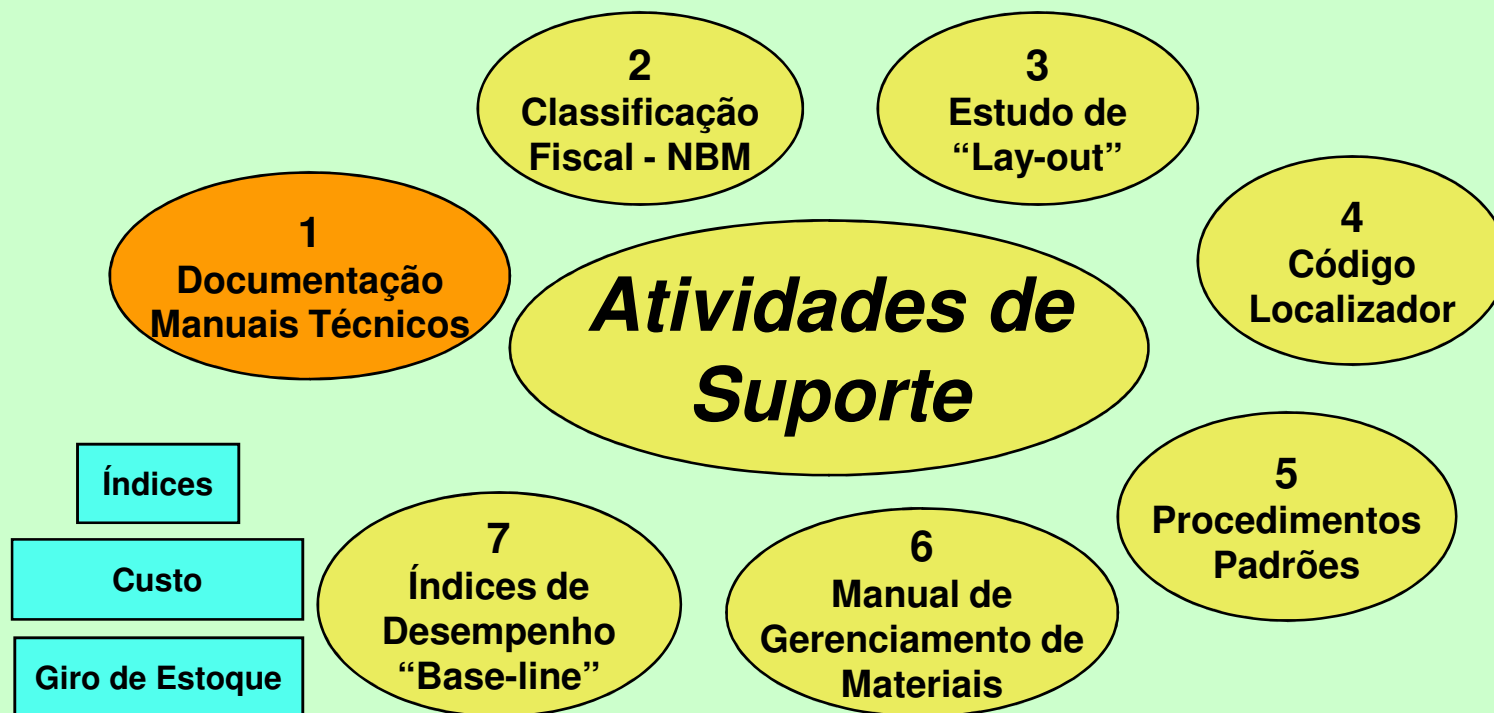 2
Classificação
Fiscal - NBM
3
Estudo de
“Lay-out”
1
Documentação
Manuais Técnicos
4
Código
Localizador
Atividades de
Suporte
5
Procedimentos
Padrões
6
Manual de
Gerenciamento de
Materiais
7
Índices de
Desempenho
“Base-line”
Índices
Custo
Giro de Estoque